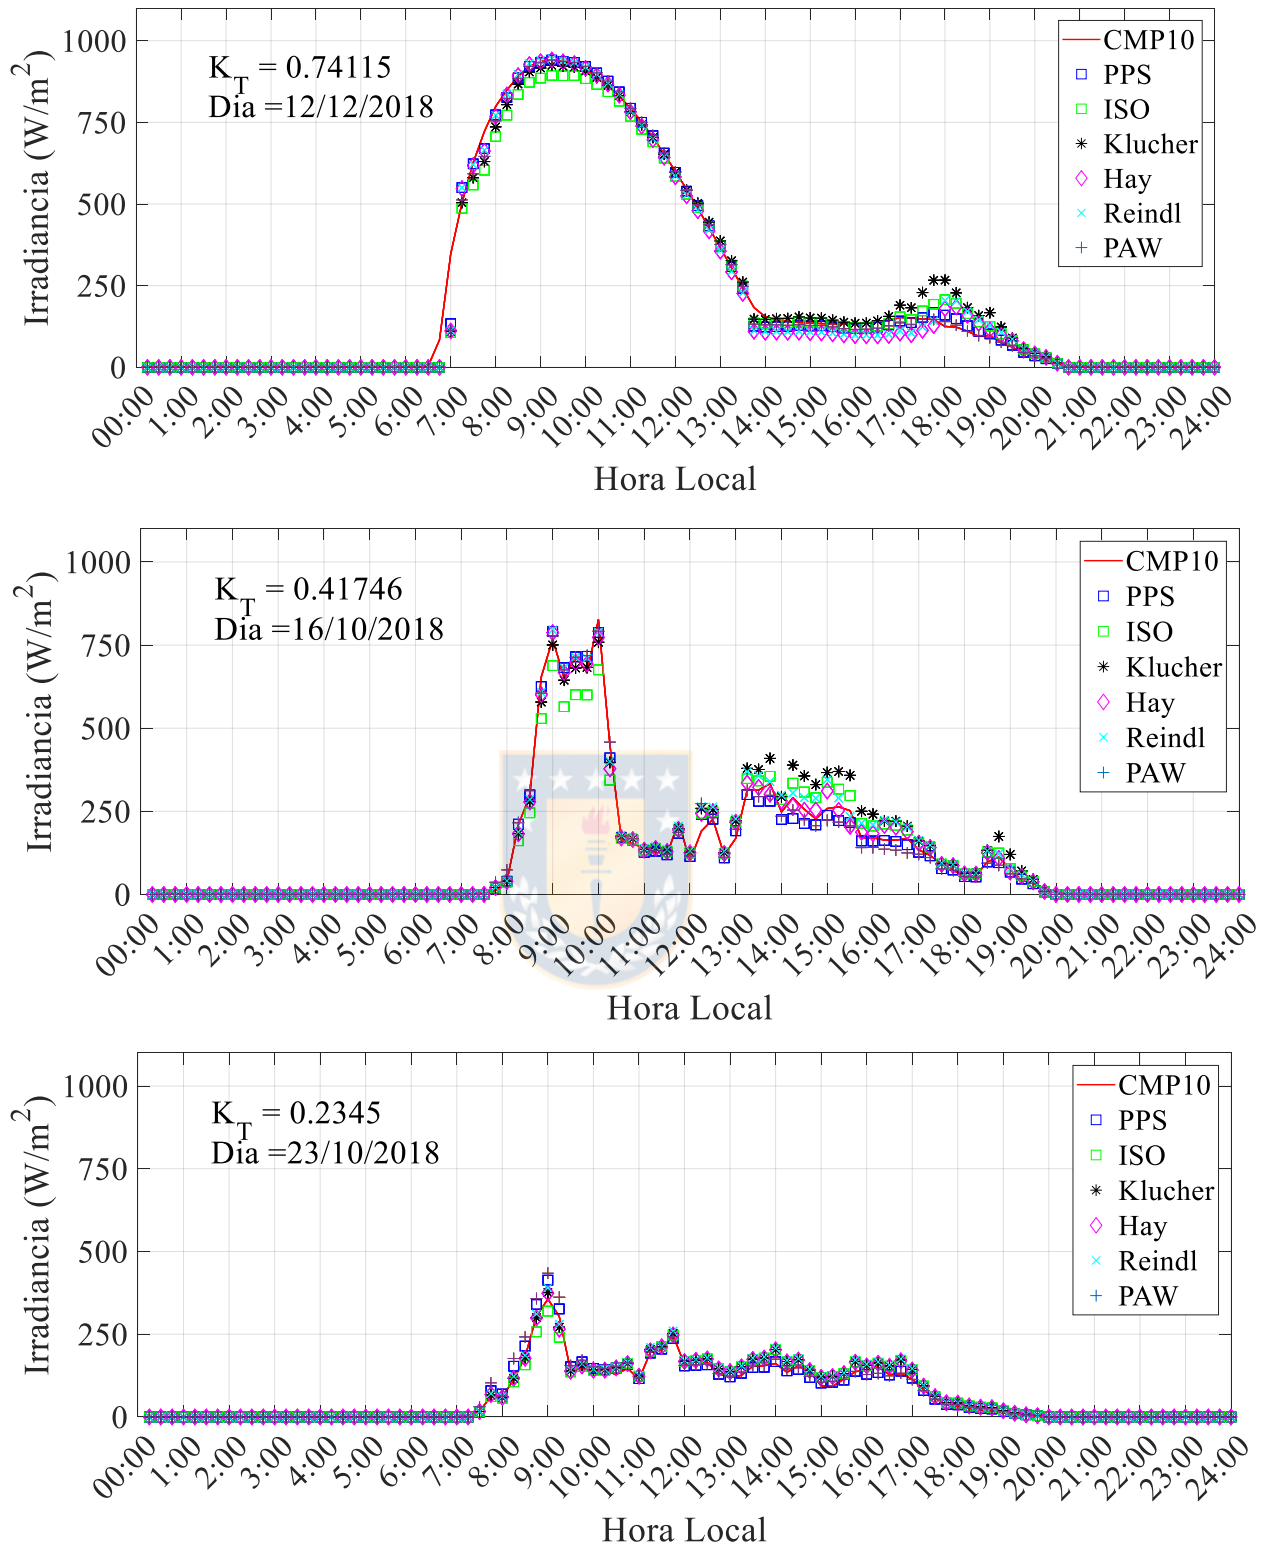 1000
750
500
250
0
Irradiancia (W/m2)
KT = 0.74115
Dia =12/12/2018
CMP10
PPS
ISO
Klucher
Hay
Reindl
PAW
00:00 1:00 2:00 3:00 4:00 5:00 6:00 7:00 8:00 9:00 10:00 11:00 12:00 13:00 14:00 15:00 16:00 17:00 18:00 19:00 20:00 21:00 22:00 23:00 24:00
Hora Local
1000
750
500
250
0
Irradiancia (W/m2)
KT = 0.41746
Dia =16/10/2018
CMP10
PPS
ISO
Klucher
Hay
Reindl
PAW
00:00 1:00 2:00 3:00 4:00 5:00 6:00 7:00 8:00 9:00 10:00 11:00 12:00 13:00 14:00 15:00 16:00 17:00 18:00 19:00 20:00 21:00 22:00 23:00 24:00
Hora Local
1000
750
500
250
0
Irradiancia (W/m2)
KT = 0.2345
Dia =23/10/2018
CMP10
PPS
ISO
Klucher
Hay
Reindl
PAW
00:00 1:00 2:00 3:00 4:00 5:00 6:00 7:00 8:00 9:00 10:00 11:00 12:00 13:00 14:00 15:00 16:00 17:00 18:00 19:00 20:00 21:00 22:00 23:00 24:00
Hora Local